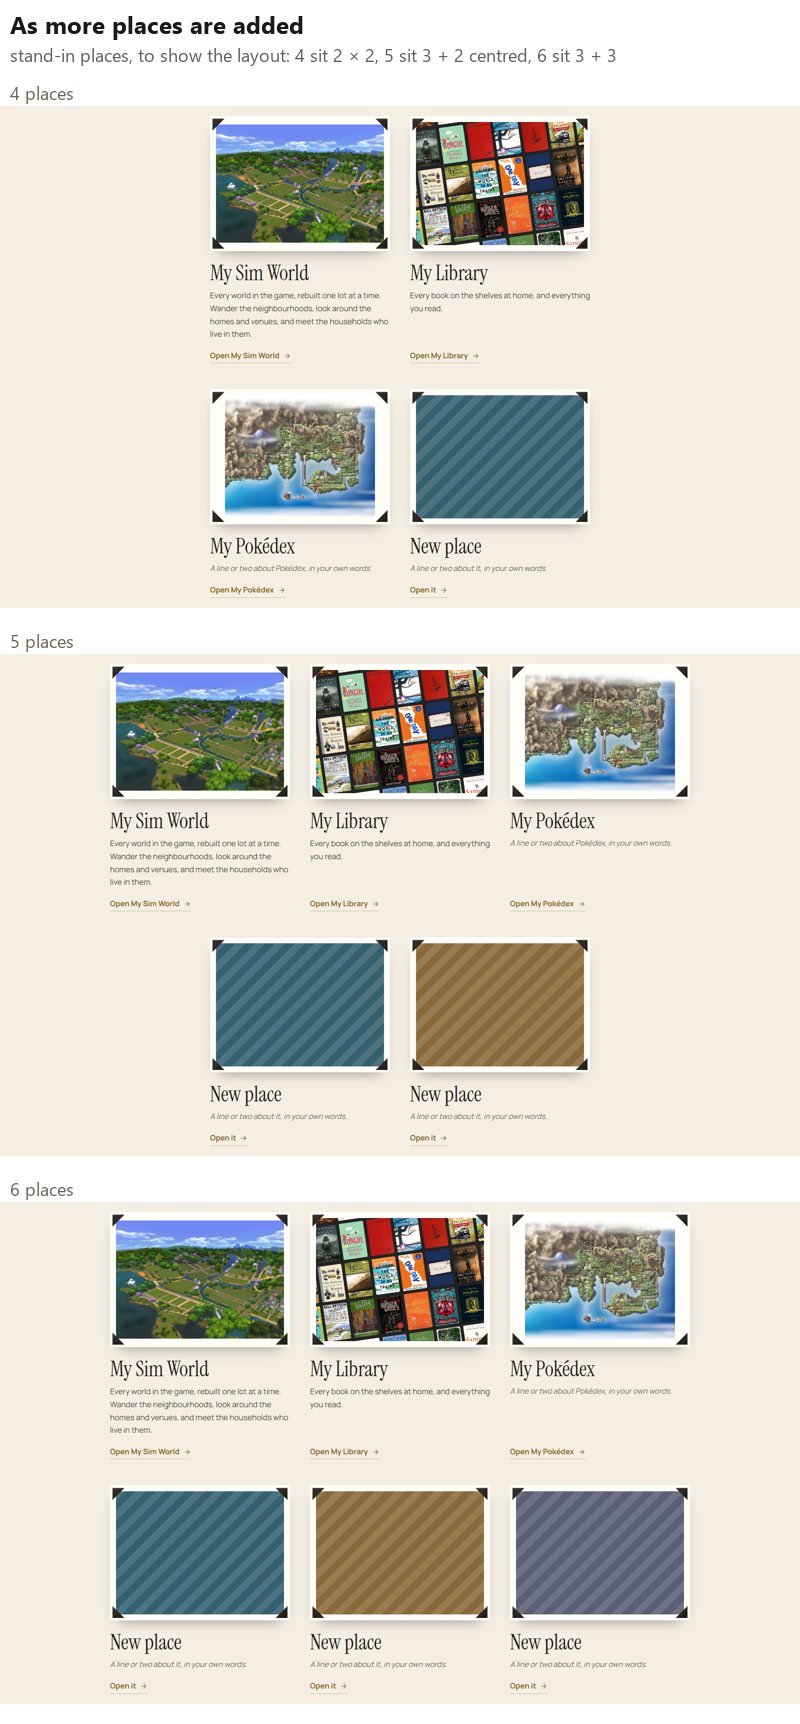 As more places are added
stand-in places, to show the layout: 4 sit 2 × 2, 5 sit 3 + 2 centred, 6 sit 3 + 3
4 places
My Sim World
Every world in the game, rebuilt one lot at a time.
Wander the neighbourhoods, look around the
homes and venues, and meet the households who
live in them.
Open My Sim World →
My Library
Every book on the shelves at home, and everything
you read.
Open My Library →
My Pokédex
A line or two about Pokédex, in your own words.
Open My Pokédex →
New place
A line or two about it, in your own words.
Open it →
5 places
My Sim World
Every world in the game, rebuilt one lot at a time.
Wander the neighbourhoods, look around the
homes and venues, and meet the households who
live in them.
Open My Sim World →
My Library
Every book on the shelves at home, and everything
you read.
Open My Library →
My Pokédex
A line or two about Pokédex, in your own words.
Open My Pokédex →
New place
A line or two about it, in your own words.
Open it →
New place
A line or two about it, in your own words.
Open it →
6 places
My Sim World
Every world in the game, rebuilt one lot at a time.
Wander the neighbourhoods, look around the
homes and venues, and meet the households who
live in them.
Open My Sim World →
My Library
Every book on the shelves at home, and everything
you read.
Open My Library →
My Pokédex
A line or two about Pokédex, in your own words.
Open My Pokédex →
New place
A line or two about it, in your own words.
Open it →
New place
A line or two about it, in your own words.
Open it →
New place
A line or two about it, in your own words.
Open it →